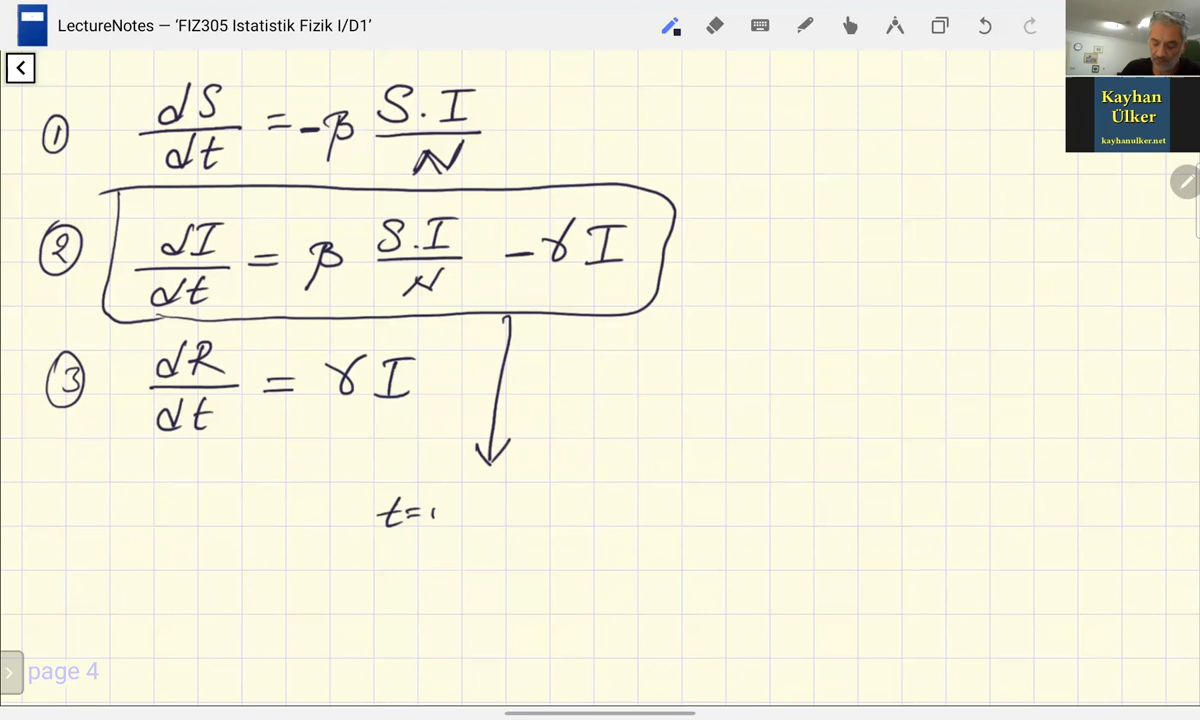 LectureNotes — ‘FIZ305 Istatistik Fizik I/D1’
Kayhan
Ülker
kayhanulker.net
① dS/dt = -β S.I/N
② dI/dt = β S.I/N - γI
③ dR/dt = γI
t=
page 4